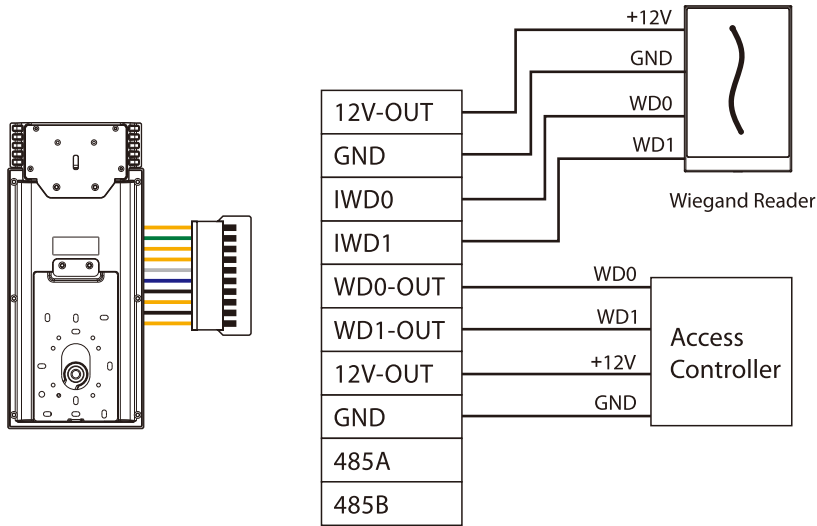 12V-OUT
GND
IWD0
IWD1
WD0-OUT
WD1-OUT
12V-OUT
GND
485A
485B
+12V
GND
WD0
WD1
Wiegand Reader
WD0
WD1
+12V
GND
Access
Controller